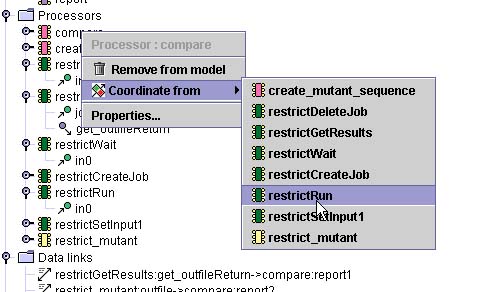 report
Processors
compare
Processor : compare
creat
Remove from model
restr
in
Coordinate from
create_mutant_sequence
restr
restrictDeleteJob
jo
Properties...
get_outfileReturn
restrictGetResults
restrictWait
restrictWait
in0
restrictCreateJob
restrictCreateJob
restrictRun
restrictRun
in0
restrictSetInput1
restrictSetInput1
restrict_mutant
restrict_mutant
Data links
restrictGetResults:get_outfileReturn->compare:report1
restrict_mutant:outfile->compare:report2